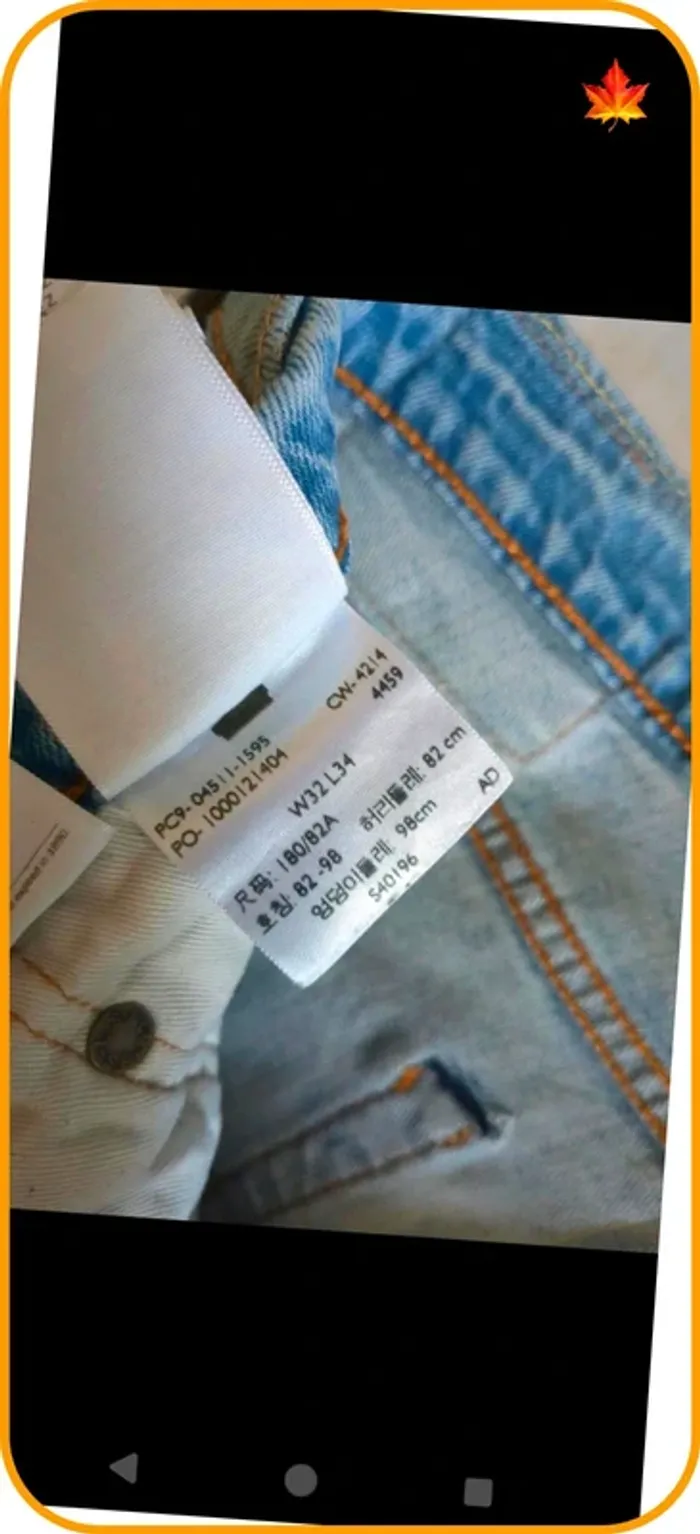 CW-4214
4459
PC9-04511-1595
PO-1000121404
W32 L34
尺码: 180/82A
허리둘레: 82 cm
호칭: 82-98
엉덩이둘레: 98cm
S40196
AD